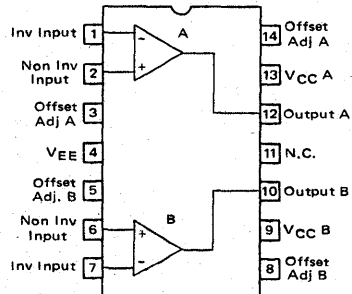 Inv Input 1
Non Inv
Input 2
Offset
Adj A 3
VEE 4
Offset
Adj. B 5
Non Inv
Input 6
Inv Input 7
A
-
+
B
+
-
14 Offset
Adj A
13 VCC A
12 Output A
11 N.C.
10 Output B
9 VCC B
8 Offset
Adj B